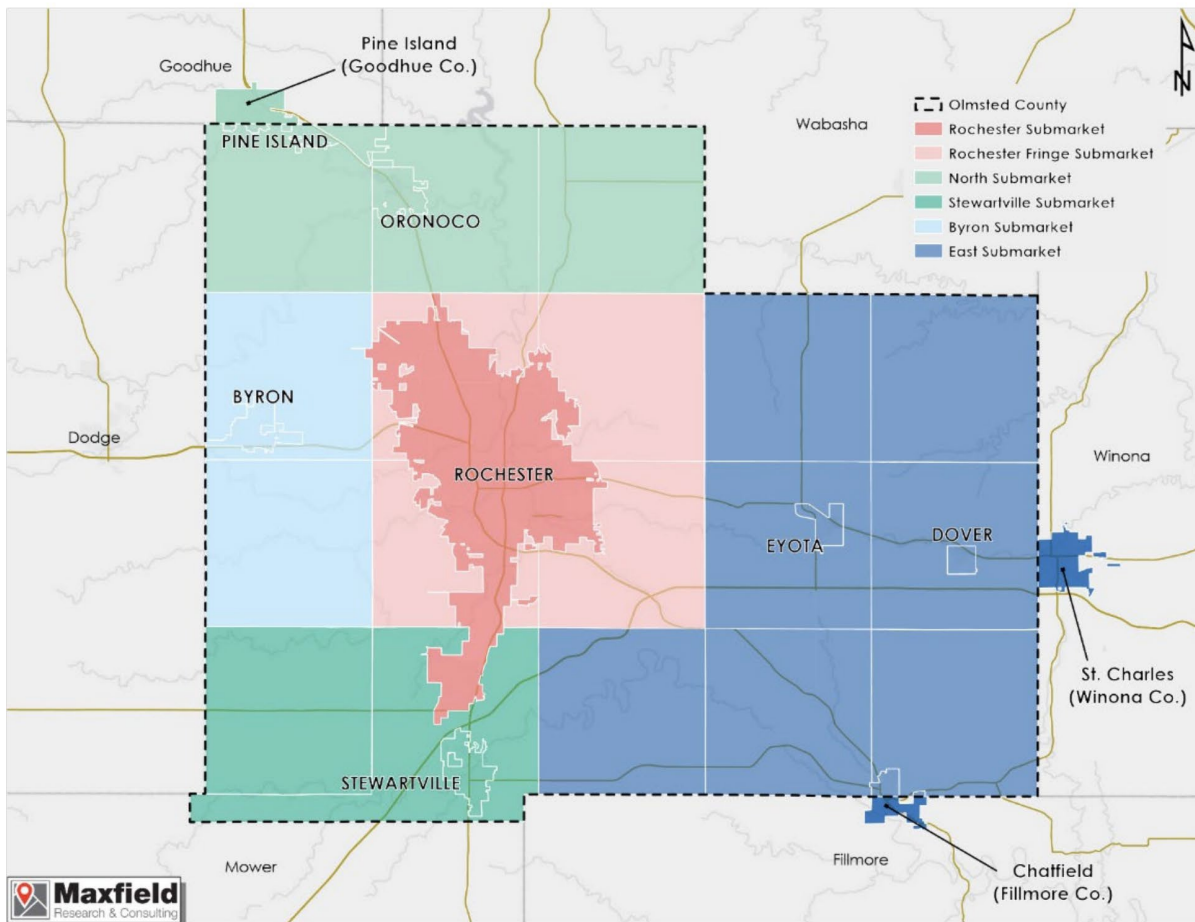 Pine Island
(Goodhue Co.)
Goodhue
N
Olmsted County
Rochester Submarket
Rochester Fringe Submarket
North Submarket
Stewartville Submarket
Byron Submarket
East Submarket
Wabasha
PINE ISLAND
ORONOCO
BYRON
Dodge
ROCHESTER
Winona
EYOTA
DOVER
St. Charles
(Winona Co.)
STEWARTVILLE
Mower
Fillmore
Chatfield
(Fillmore Co.)
Maxfield
Research & Consulting